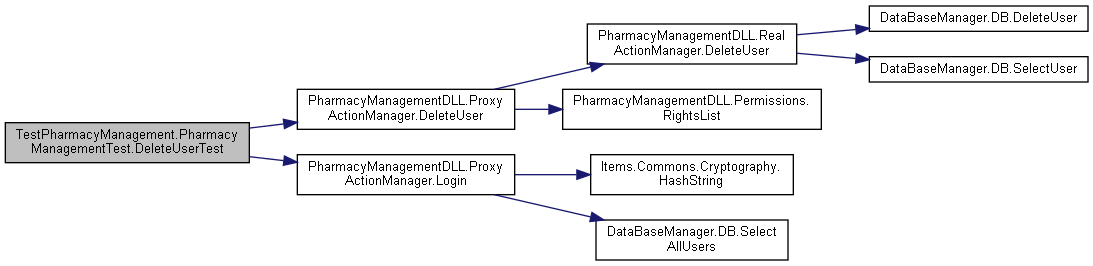 TestPharmacyManagement.Pharmacy
ManagementTest.DeleteUserTest
PharmacyManagementDLL.Proxy
ActionManager.DeleteUser
PharmacyManagementDLL.Real
ActionManager.DeleteUser
DataBaseManager.DB.DeleteUser
DataBaseManager.DB.SelectUser
PharmacyManagementDLL.Permissions.
RightsList
PharmacyManagementDLL.Proxy
ActionManager.Login
Items.Commons.Cryptography.
HashString
DataBaseManager.DB.Select
AllUsers